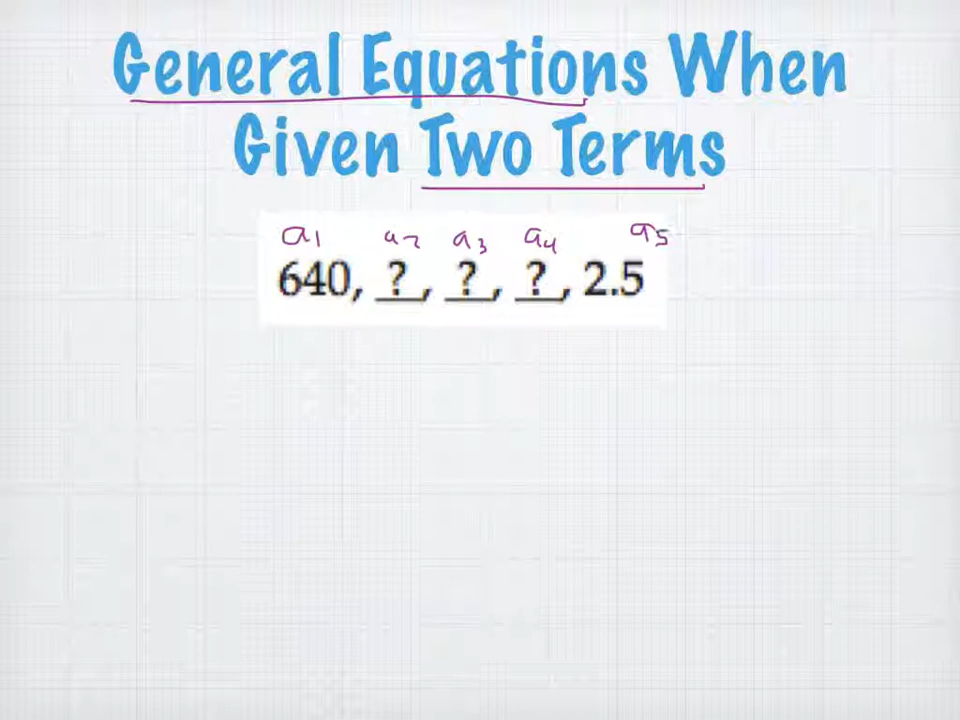 General Equations When
Given Two Terms
a1 a2 a3 a4 a5
640, ?, ?, ?, 2.5